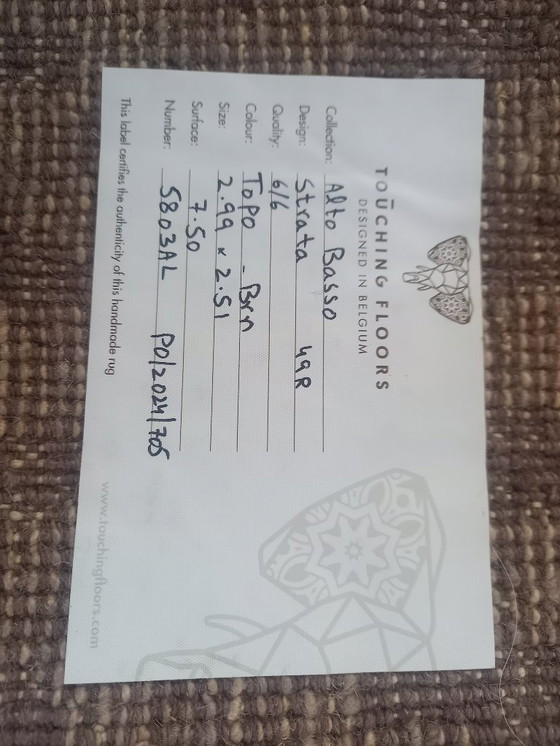 TOUCHING FLOORS
DESIGNED IN BELGIUM
Collection: Alto Basso
Design: Strata 49R
Quality: 6/6
Colour: Topo - Brn
Size: 2.99 x 2.51
Surface: 7.50
Number: 5803AL PO/2024/705
This label certifies the authenticity of this handmade rug
www.touchingfloors.com